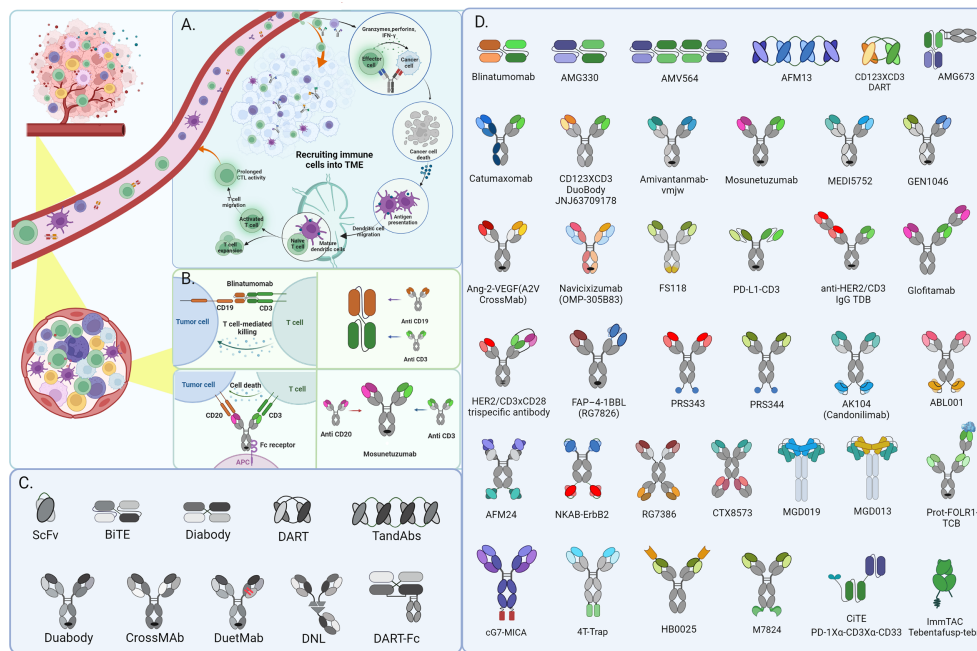 A.
Granzymes,perforins,
IFN-γ
Effector
cell
Cancer
cell
Cancer cell
death
Recruiting immune
cells into TME
Prolonged
CTL activity
T cell
migration
Activated
T cell
T cell
expansion
Naive
T cell
Mature
dendritic cells
Dendritic cell
migration
Antigen
presentation
B.
Blinatumomab
CD19
CD3
Tumor cell
T cell
T cell-mediated
killing
Anti CD19
Anti CD3
Tumor cell
T cell
Cell death
CD20
CD3
Fc receptor
APC
Anti CD20
Anti CD3
Mosunetuzumab
C.
ScFv
BiTE
Diabody
DART
TandAbs
Duabody
CrossMAb
DuetMab
DNL
DART-Fc
D.
Blinatumomab
AMG330
AMV564
AFM13
CD123XCD3
DART
AMG673
Catumaxomab
CD123XCD3
DuoBody
JNJ63709178
Amivantanmab-
vmjw
Mosunetuzumab
MEDI5752
GEN1046
Ang-2-VEGF(A2V
CrossMab)
Navicixizumab
(OMP-305B83)
FS118
PD-L1-CD3
anti-HER2/CD3
IgG TDB
Glofitamab
HER2/CD3xCD28
trispecific antibody
FAP–4-1BBL
(RG7826)
PRS343
PRS344
AK104
(Candonilimab)
ABL001
AFM24
NKAB-ErbB2
RG7386
CTX8573
MGD019
MGD013
Prot-FOLR1-
TCB
cG7-MICA
4T-Trap
HB0025
M7824
CiTE
PD-1Xα-CD3Xα-CD33
ImmTAC
Tebentafusp-teb